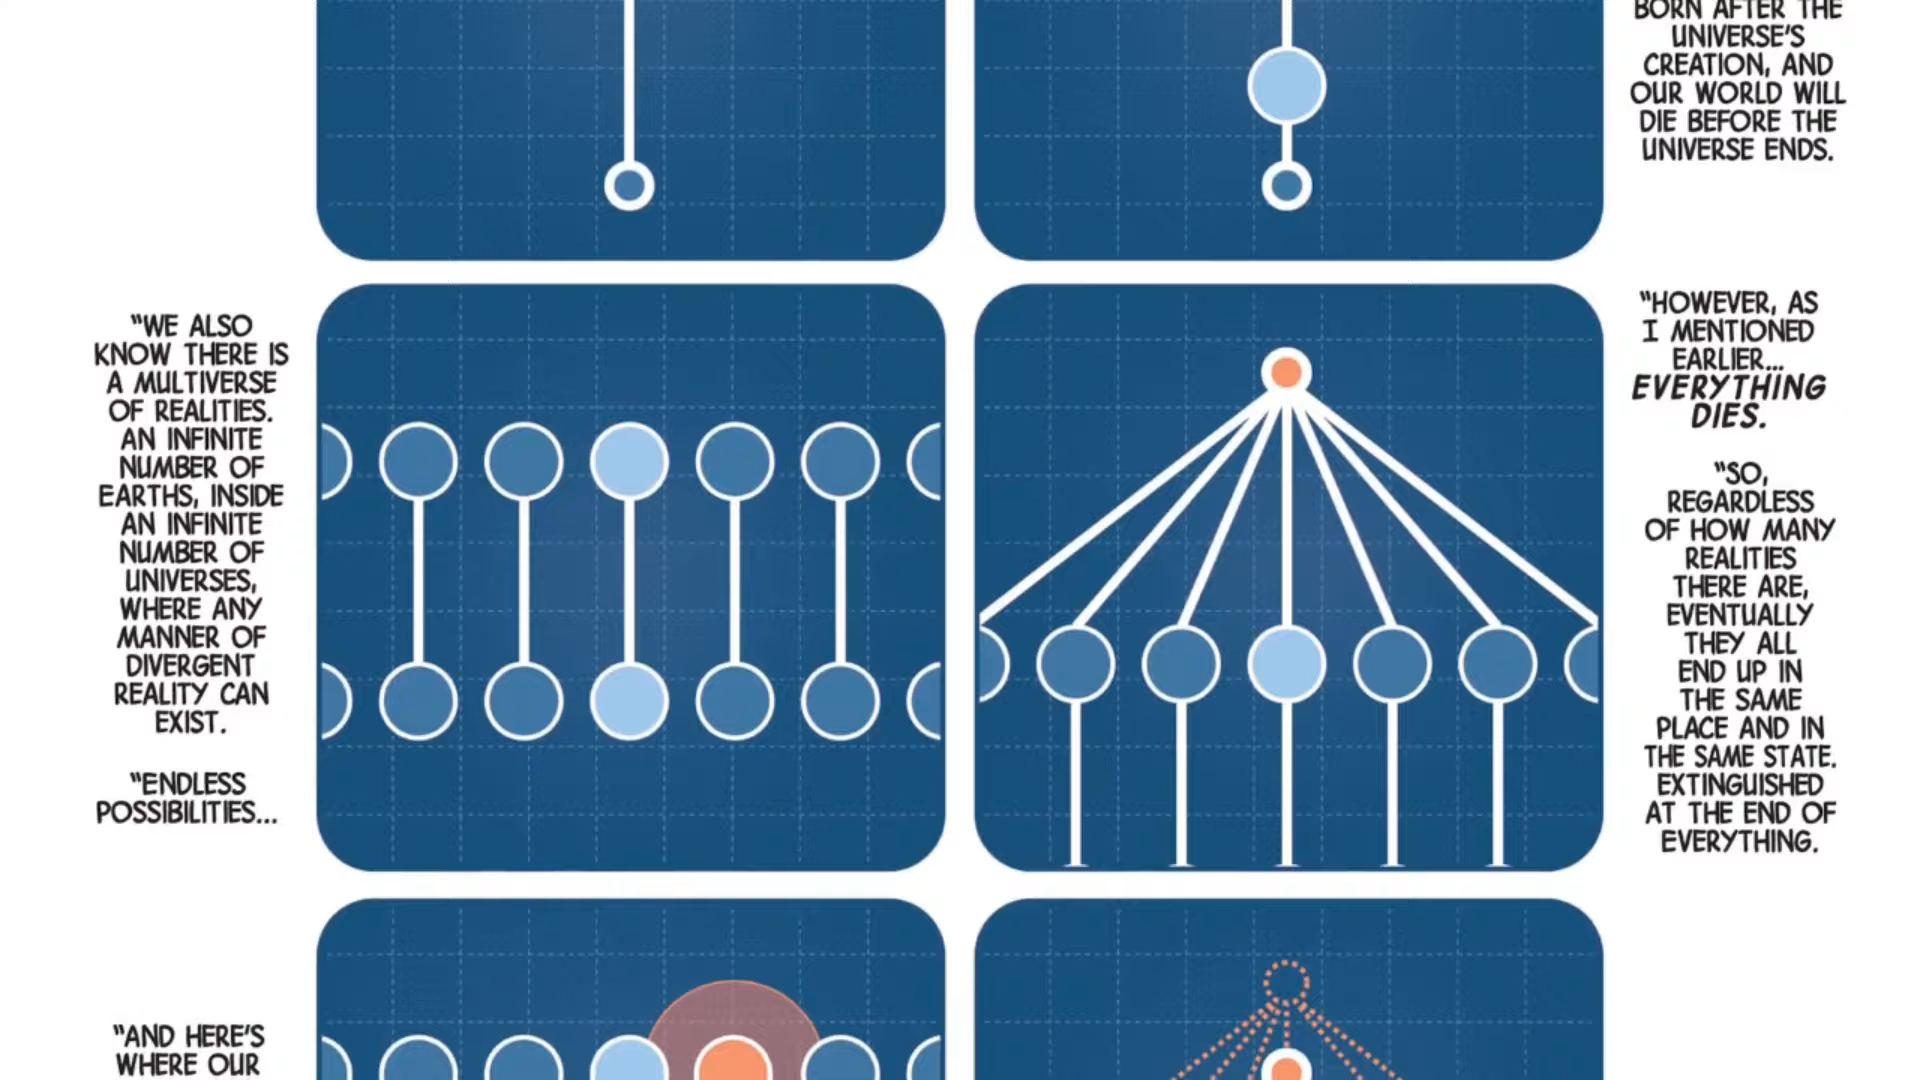 BORN AFTER THE
UNIVERSE'S
CREATION, AND
OUR WORLD WILL
DIE BEFORE THE
UNIVERSE ENDS.
"WE ALSO
KNOW THERE IS
A MULTIVERSE
OF REALITIES.
AN INFINITE
NUMBER OF
EARTHS, INSIDE
AN INFINITE
NUMBER OF
UNIVERSES,
WHERE ANY
MANNER OF
DIVERGENT
REALITY CAN
EXIST.
"ENDLESS
POSSIBILITIES...
"HOWEVER, AS
I MENTIONED
EARLIER...
EVERYTHING
DIES.
"SO,
REGARDLESS
OF HOW MANY
REALITIES
THERE ARE,
EVENTUALLY
THEY ALL
END UP IN
THE SAME
PLACE AND IN
THE SAME STATE.
EXTINGUISHED
AT THE END OF
EVERYTHING.
"AND HERE'S
WHERE OUR